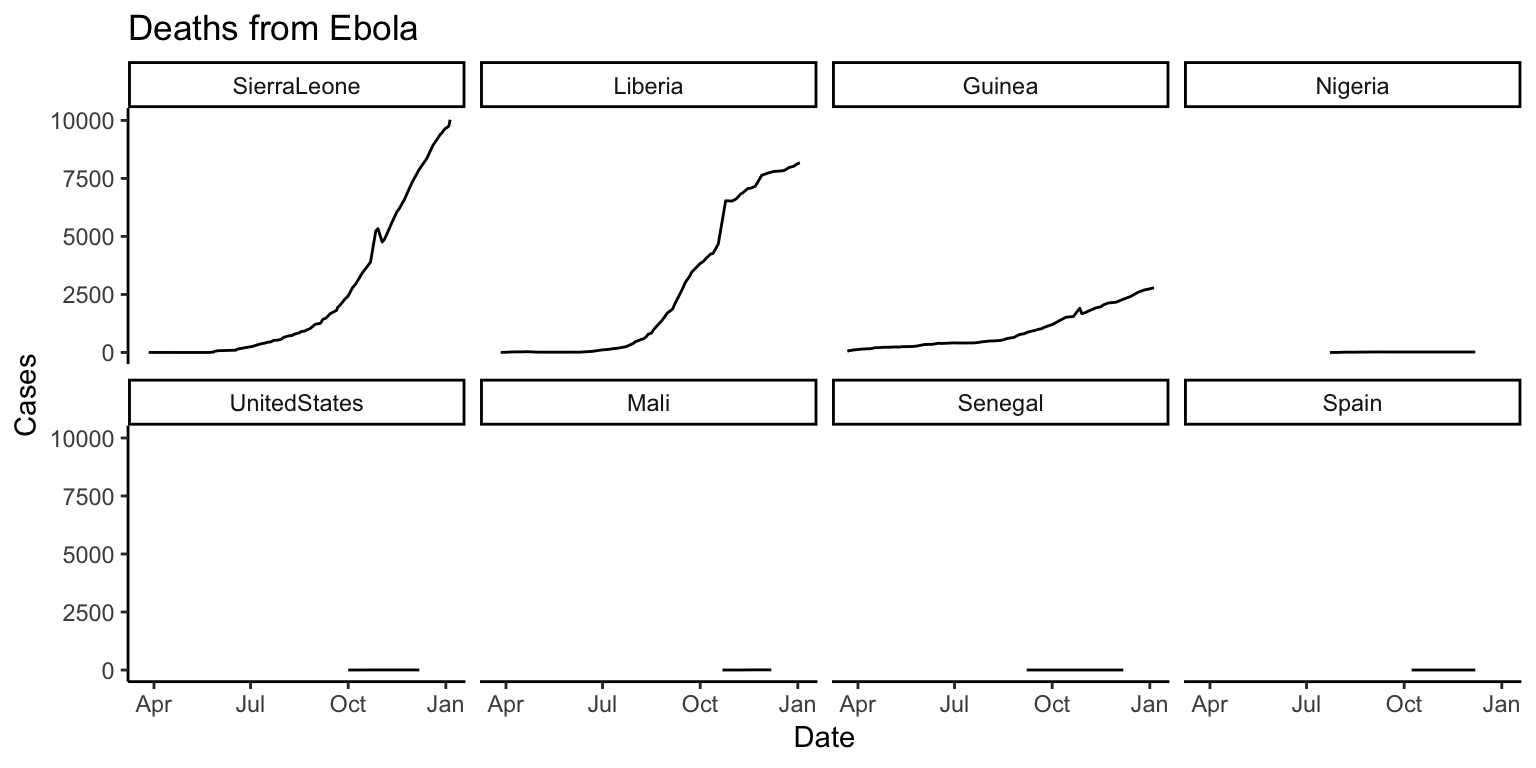 Deaths from Ebola
SierraLeone Liberia Guinea Nigeria
10000
7500
5000
2500
0
Cases
UnitedStates Mali Senegal Spain
10000
7500
5000
2500
0
Apr Jul Oct Jan Apr Jul Oct Jan Apr Jul Oct Jan Apr Jul Oct Jan
Date